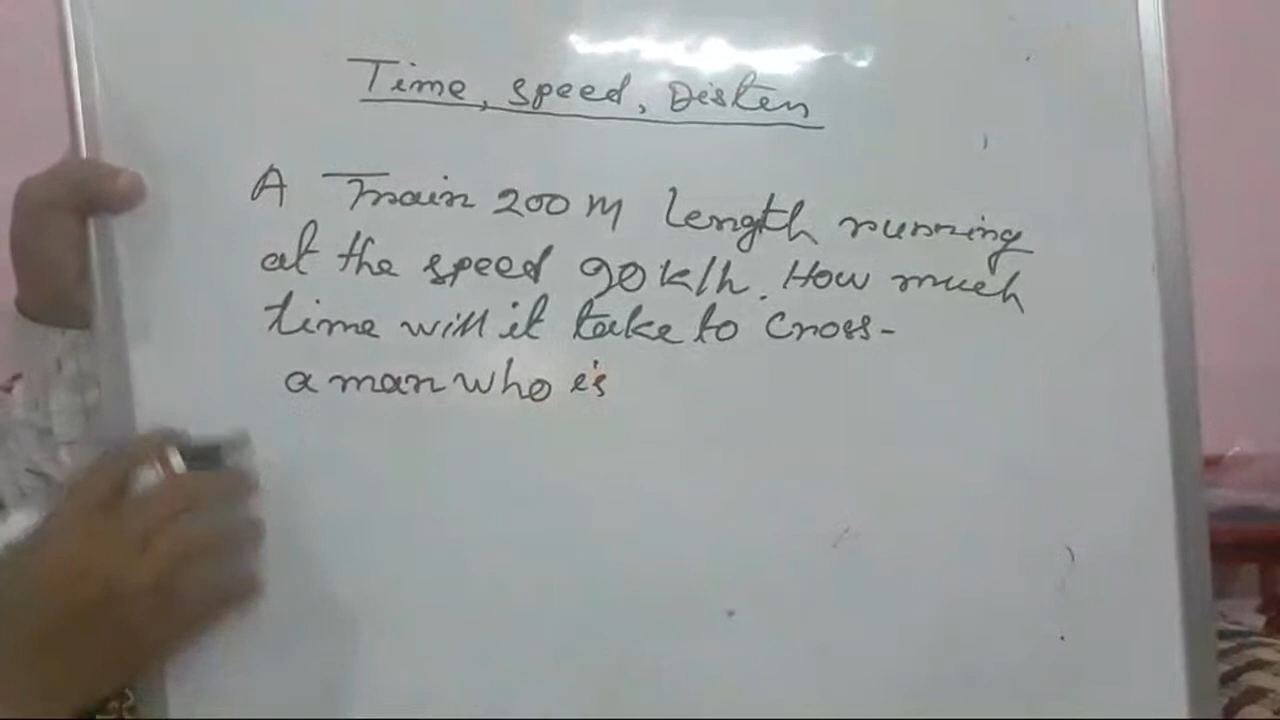 Time, speed, Disten
A Train 200 M length running
at the speed 90 k/h. How much
time will it take to cross-
a man who is